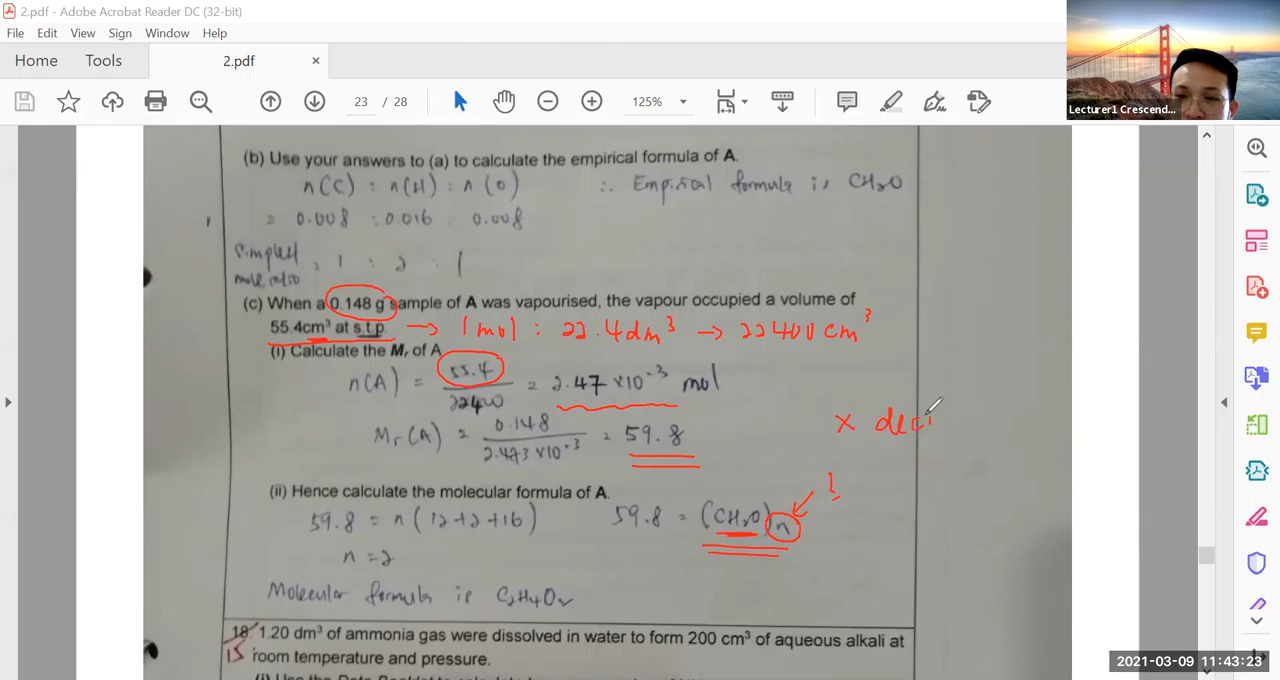 2.pdf - Adobe Acrobat Reader DC (32-bit)
File Edit View Sign Window Help
Home Tools 2.pdf ×
23 / 28 125%
Lecturer1 Crescend...
(b) Use your answers to (a) to calculate the empirical formula of A.
n(C) : n(H) : n(O) ∴ Empirical formula is CH2O
= 0.008 : 0.016 : 0.008
Simplest
mole ratio = 1 : 2 : 1
(c) When a 0.148 g sample of A was vapourised, the vapour occupied a volume of
55.4cm³ at s.t.p. → 1 mol : 22.4 dm³ → 22400 cm³
(i) Calculate the Mr of A
n(A) = 55.4 / 22400 = 2.47 × 10⁻³ mol
Mr(A) = 0.148 / 2.473 × 10⁻³ = 59.8
x deci
(ii) Hence calculate the molecular formula of A.
59.8 = n (12+2+16) 59.8 = (CH2O)n ?
n = 2
Molecular formula is C2H4O2
18. 1.20 dm³ of ammonia gas were dissolved in water to form 200 cm³ of aqueous alkali at
15 room temperature and pressure.
2021-03-09 11:43:23